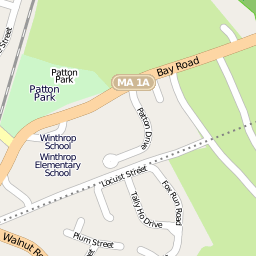 e Street
Patton
Park
Patton
Park
MA 1A
Bay Road
Patton Drive
Winthrop
School
Winthrop
Elementary
School
Locust Street
Fox Run Road
Tally Ho Drive
Plum Street
Walnut R